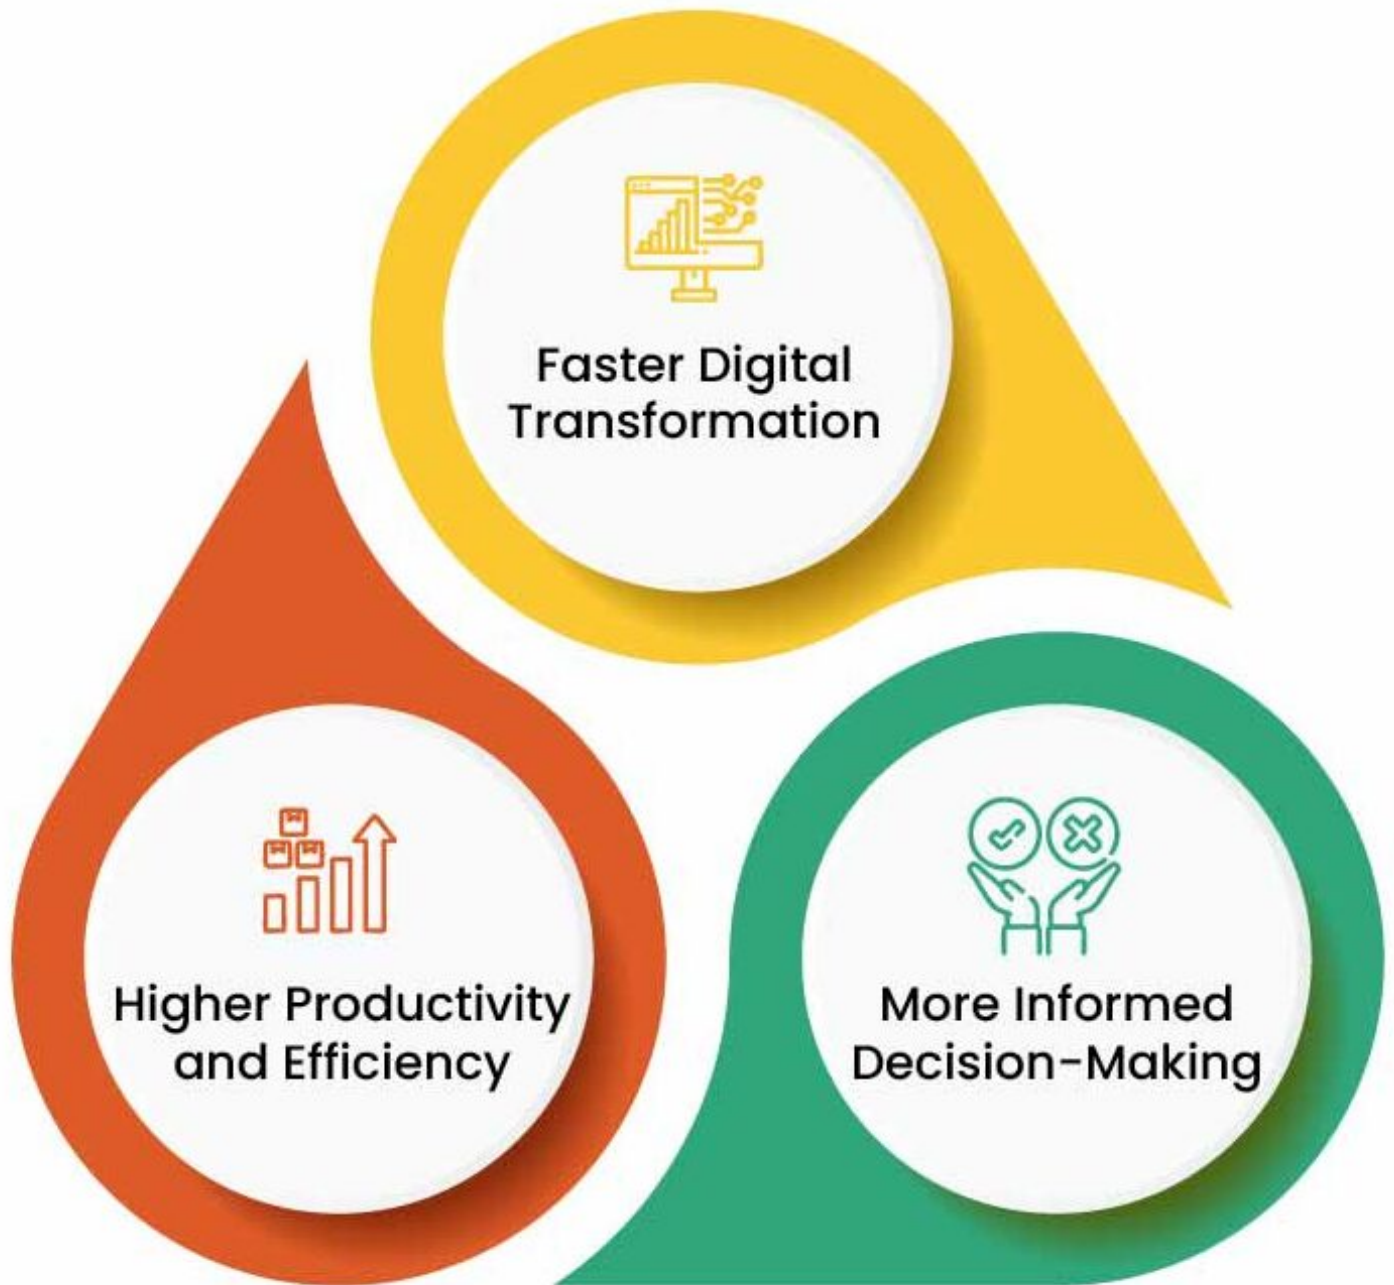 Faster Digital
Transformation
Higher Productivity
and Efficiency
More Informed
Decision-Making